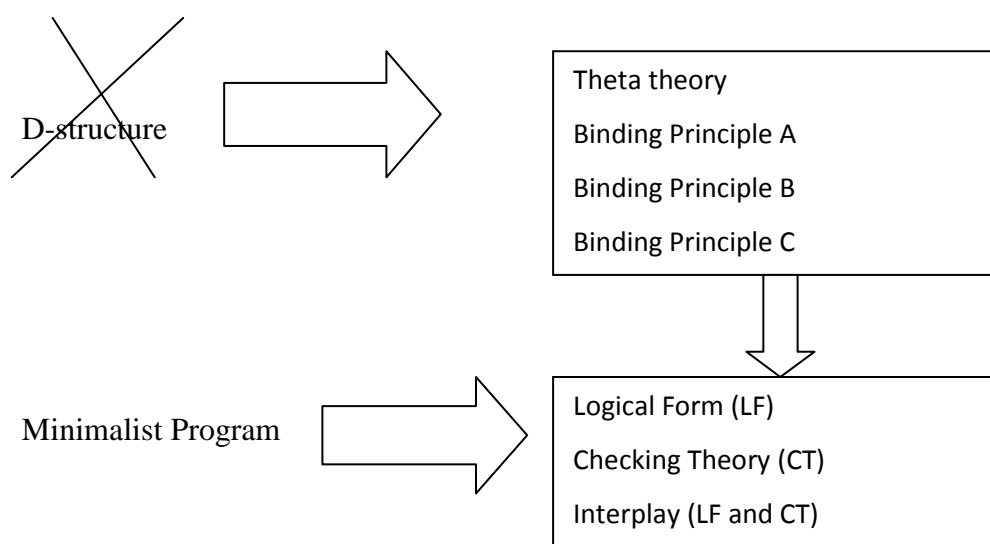 D-structure
Theta theory
Binding Principle A
Binding Principle B
Binding Principle C
Minimalist Program
Logical Form (LF)
Checking Theory (CT)
Interplay (LF and CT)